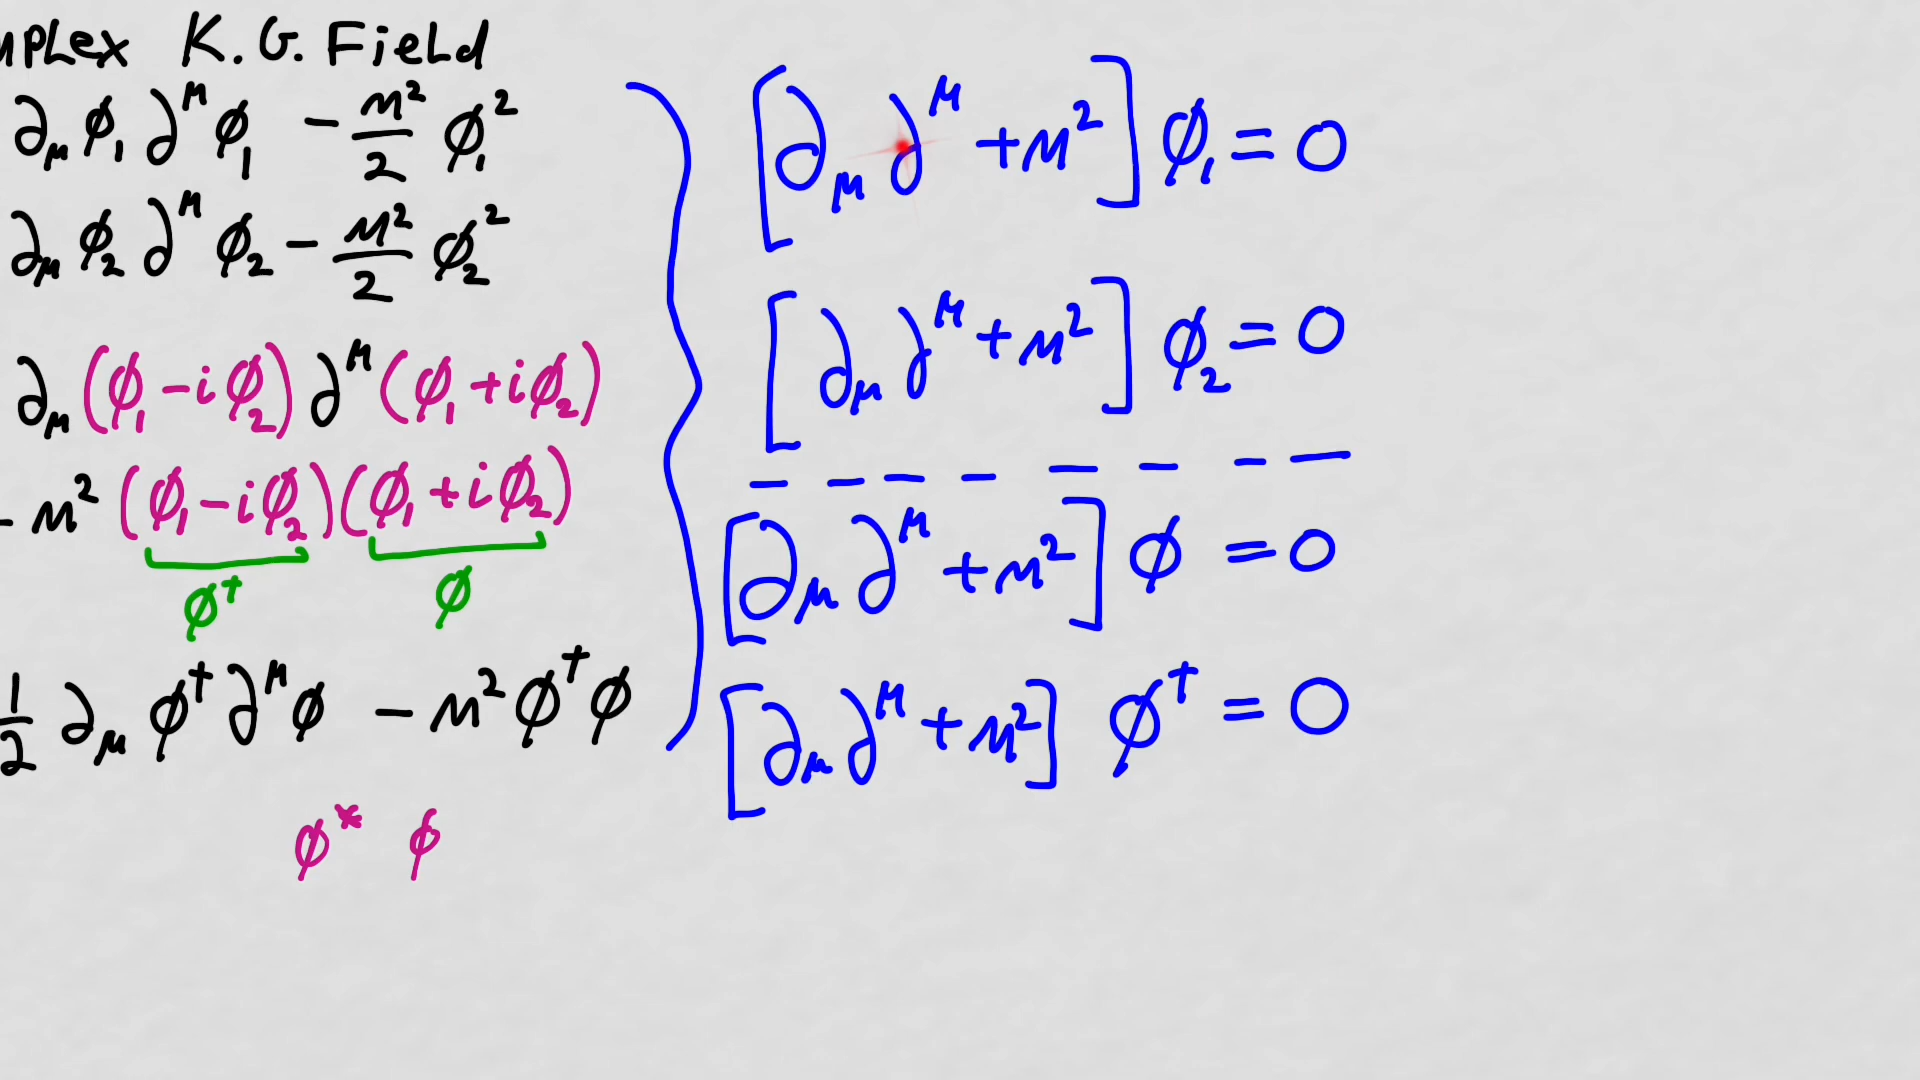 mplex K.G. Field
∂_μ ϕ_1 ∂^μ ϕ_1 - m²/2 ϕ_1²
∂_μ ϕ_2 ∂^μ ϕ_2 - m²/2 ϕ_2²
∂_μ (ϕ_1 - iϕ_2) ∂^μ (ϕ_1 + iϕ_2)
- m² (ϕ_1 - iϕ_2)(ϕ_1 + iϕ_2)
ϕ† ϕ
1/2 ∂_μ ϕ† ∂^μ ϕ - m² ϕ† ϕ
ϕ* ϕ
[∂_μ ∂^μ + m²] ϕ_1 = 0
[∂_μ ∂^μ + m²] ϕ_2 = 0
[∂_μ ∂^μ + m²] ϕ = 0
[∂_μ ∂^μ + m²] ϕ† = 0